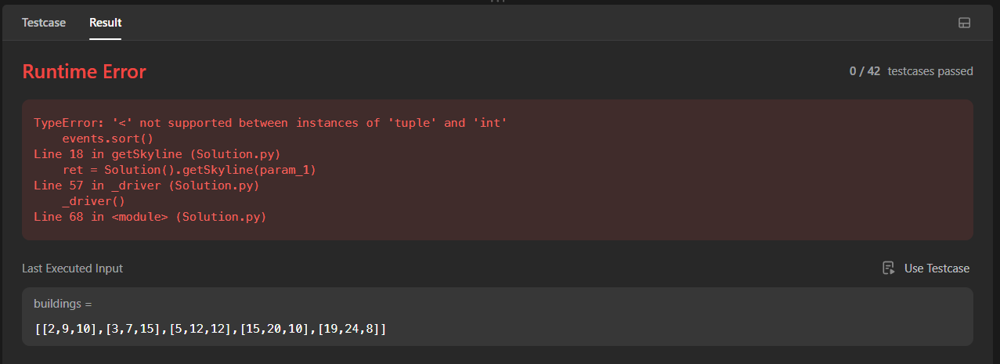 Testcase Result
Runtime Error
0 / 42 testcases passed
TypeError: '<' not supported between instances of 'tuple' and 'int'
    events.sort()
Line 18 in getSkyline (Solution.py)
    ret = Solution().getSkyline(param_1)
Line 57 in _driver (Solution.py)
    _driver()
Line 68 in <module> (Solution.py)
Last Executed Input
Use Testcase
buildings =
[[2,9,10],[3,7,15],[5,12,12],[15,20,10],[19,24,8]]